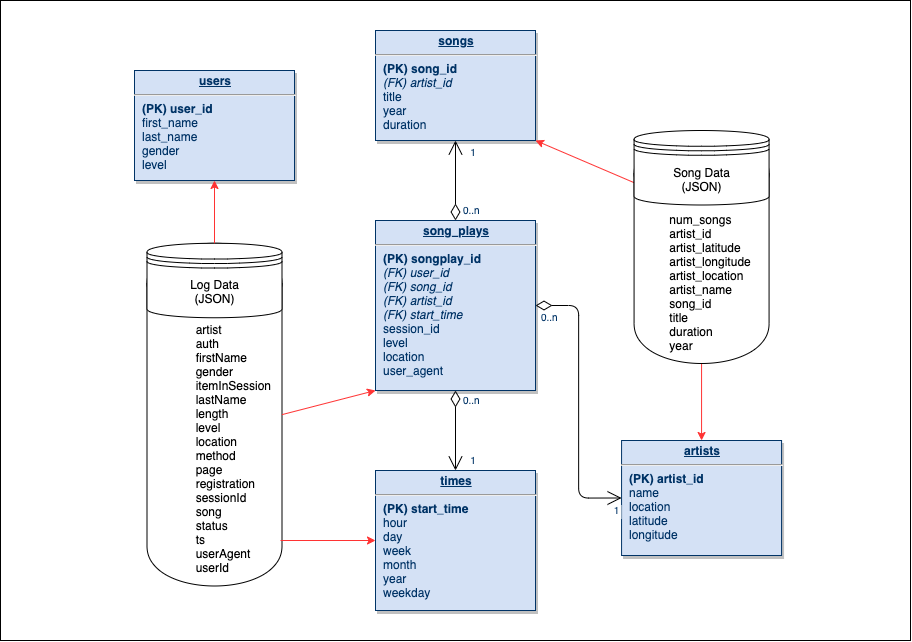 songs
(PK) song_id
(FK) artist_id
title
year
duration
1
users
(PK) user_id
first_name
last_name
gender
level
Song Data
(JSON)
num_songs
artist_id
artist_latitude
artist_longitude
artist_location
artist_name
song_id
title
duration
year
0..n
song_plays
(PK) songplay_id
(FK) user_id
(FK) song_id
(FK) artist_id
(FK) start_time
session_id
level
location
user_agent
0..n
0..n
Log Data
(JSON)
artist
auth
firstName
gender
itemInSession
lastName
length
level
location
method
page
registration
sessionId
song
status
ts
userAgent
userId
1
times
(PK) start_time
hour
day
week
month
year
weekday
artists
(PK) artist_id
name
location
latitude
longitude
1